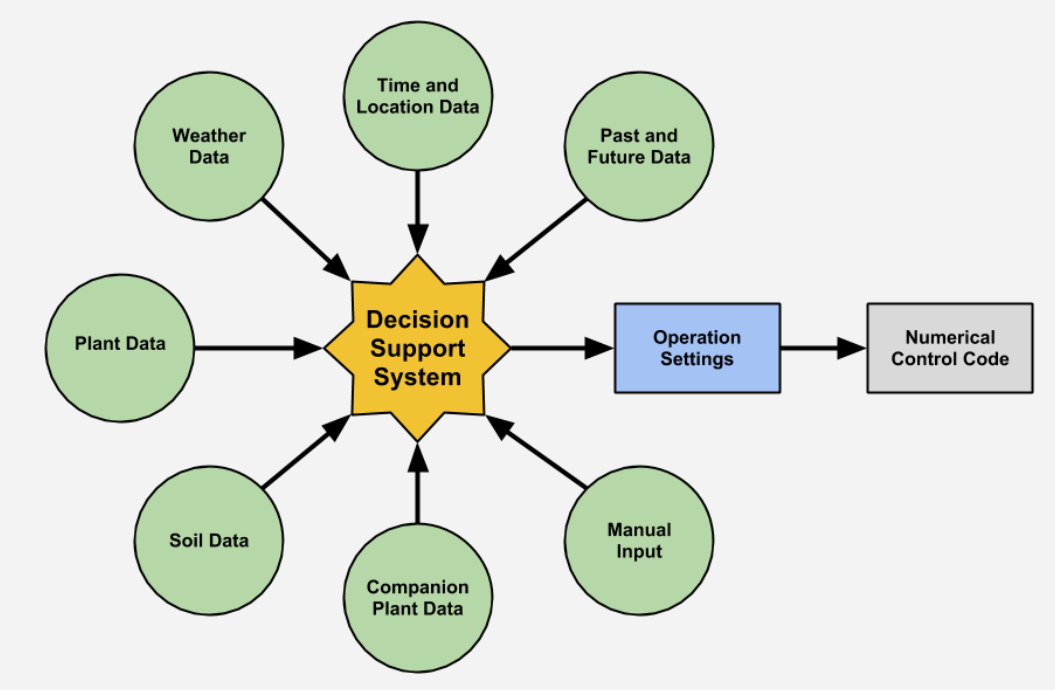 Time and
Location Data
Weather
Data
Past and
Future Data
Plant Data
Decision
Support
System
Operation
Settings
Numerical
Control Code
Soil Data
Companion
Plant Data
Manual
Input